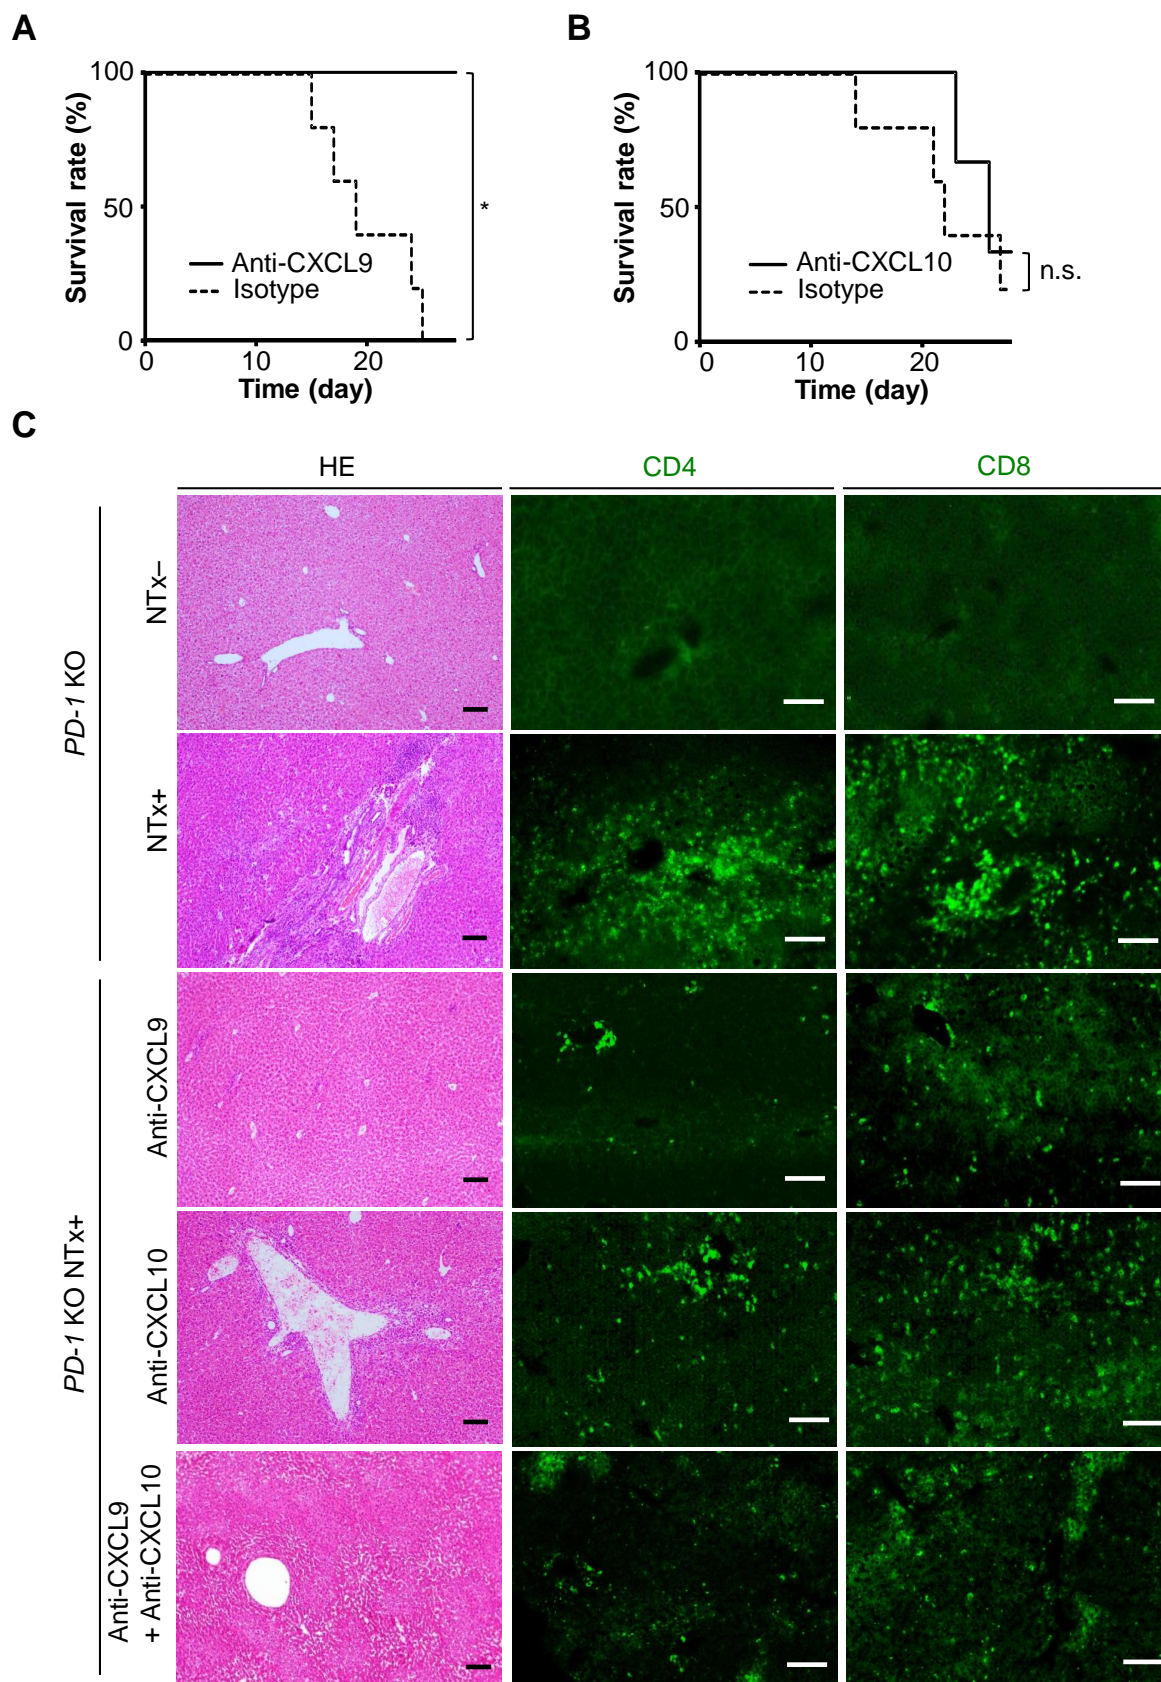 A
100
50
0
Survival rate (%)
Anti-CXCL9
Isotype
*
0 10 20
Time (day)
B
100
50
0
Survival rate (%)
Anti-CXCL10
Isotype
n.s.
0 10 20
Time (day)
C
HE CD4 CD8
PD-1 KO
NTx–
NTx+
PD-1 KO NTx+
Anti-CXCL9
Anti-CXCL10
Anti-CXCL9
+ Anti-CXCL10